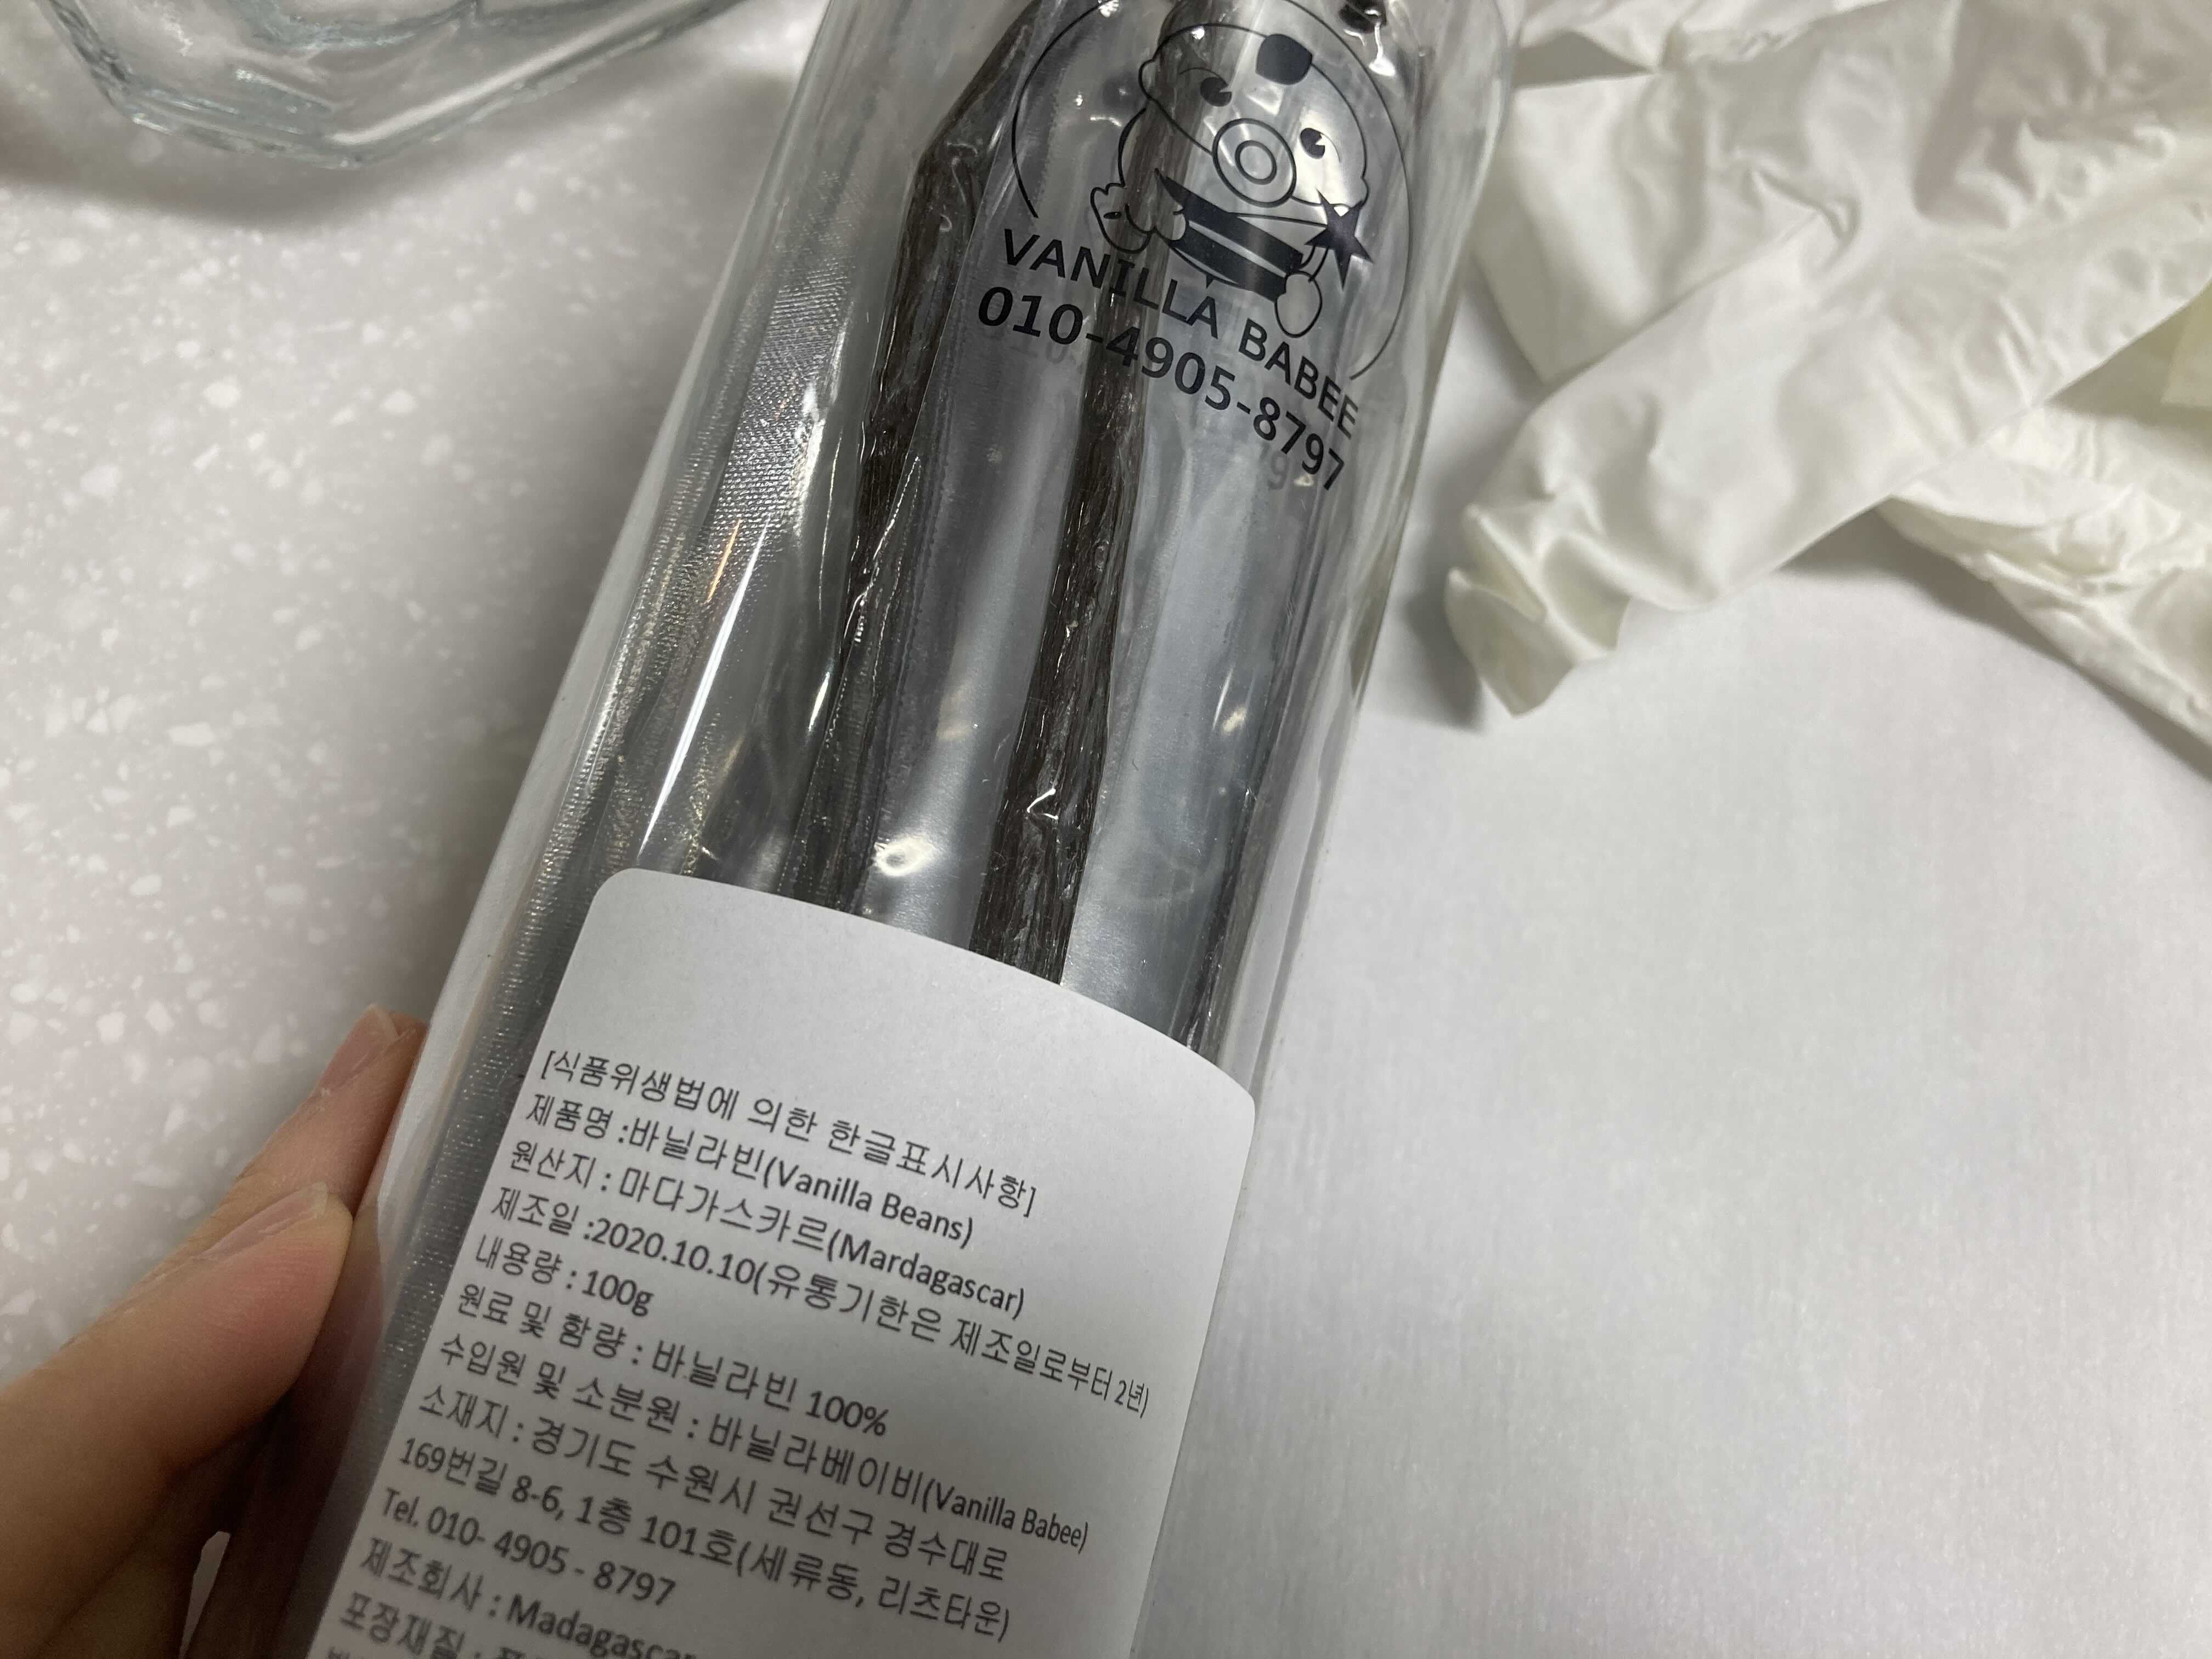 VANILLA BABEE
010-4905-8797
[식품위생법에 의한 한글표시사항]
제품명 :바닐라빈(Vanilla Beans)
원산지 : 마다가스카르(Mardagascar)
제조일 :2020.10.10(유통기한은 제조일로부터 2년)
내용량 : 100g
원료 및 함량 : 바닐라빈 100%
수입원 및 소분원 : 바닐라베이비(Vanilla Babee)
소재지 : 경기도 수원시 권선구 경수대로
169번길 8-6, 1층 101호(세류동, 리츠타운)
Tel. 010- 4905 - 8797
제조회사 : Madagascar
포장재질 :